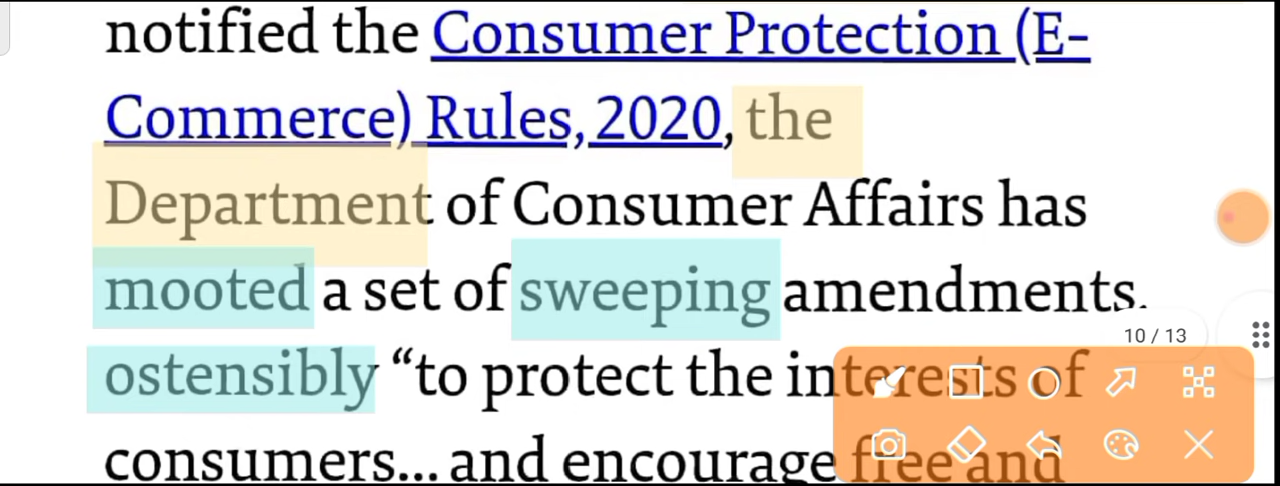 notified the Consumer Protection (E-
Commerce) Rules, 2020, the
Department of Consumer Affairs has
mooted a set of sweeping amendments,
ostensibly “to protect the interests of
consumers... and encourage free and
10 / 13